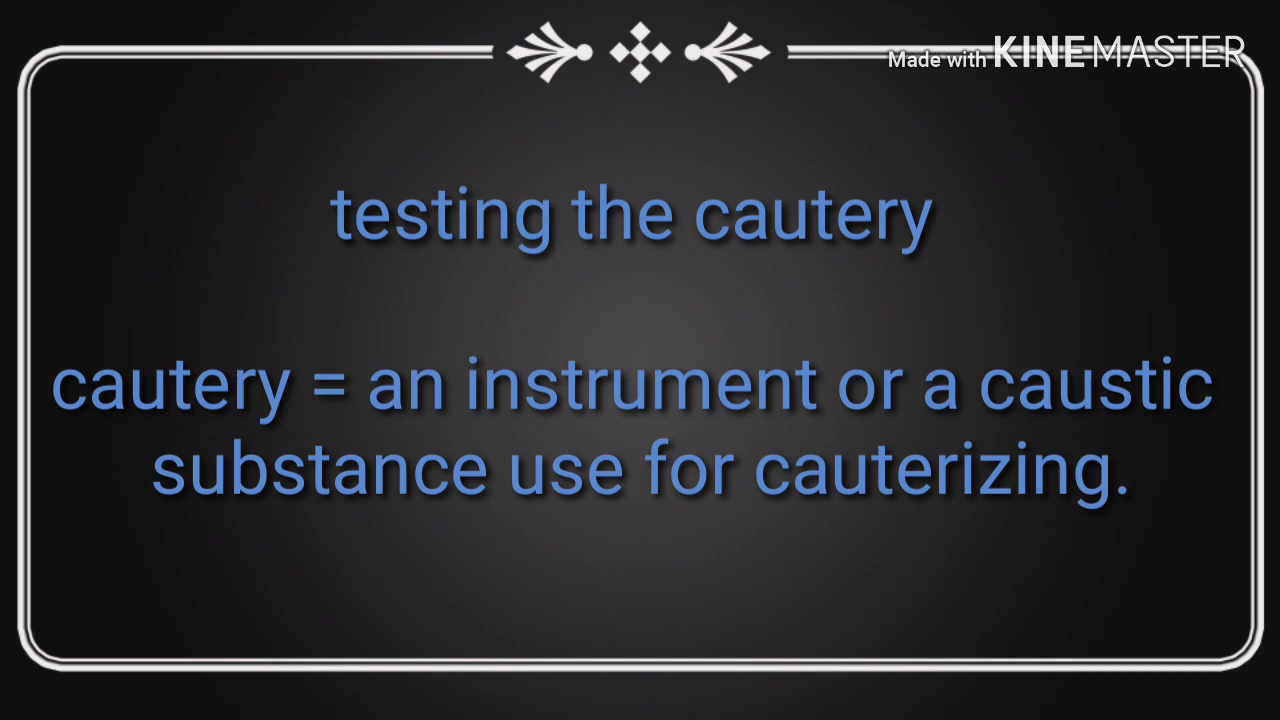 Made with KINEMASTER
testing the cautery
cautery = an instrument or a caustic
substance use for cauterizing.